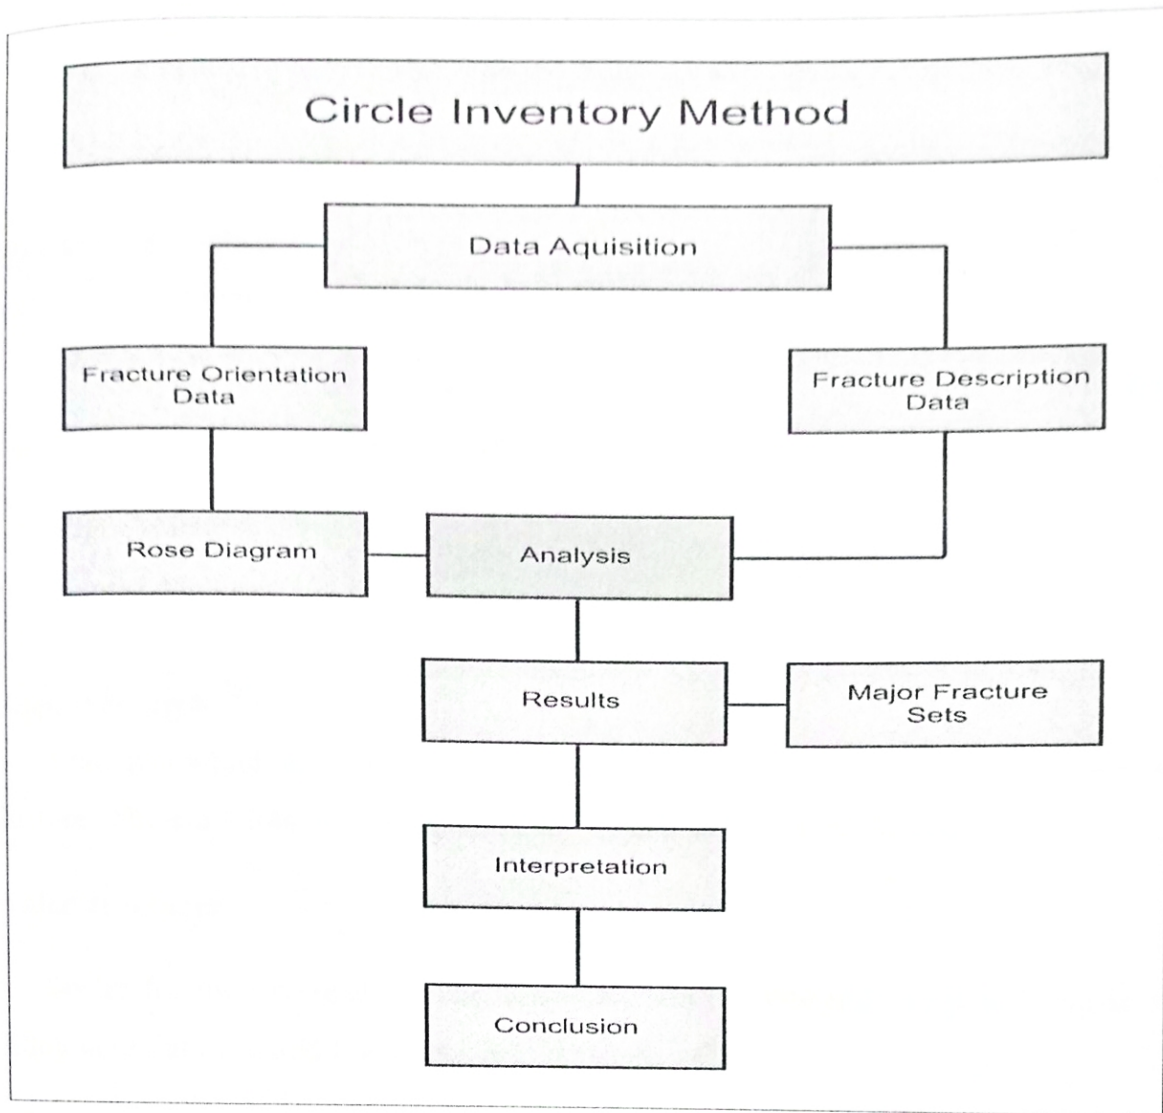 Circle Inventory Method
Data Aquisition
Fracture Orientation
Data
Fracture Description
Data
Rose Diagram
Analysis
Results
Major Fracture
Sets
Interpretation
Conclusion